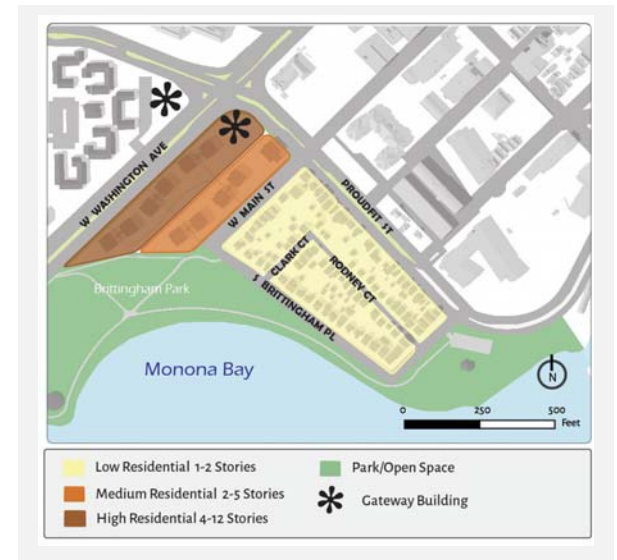 W WASHINGTON AVE
W MAIN ST
PROUDFIT ST
CLARK CT
RODNEY CT
S BRITTINGHAM PL
Brittingham Park
Monona Bay
N
0 250 500
Feet
Low Residential 1-2 Stories
Medium Residential 2-5 Stories
High Residential 4-12 Stories
Park/Open Space
Gateway Building